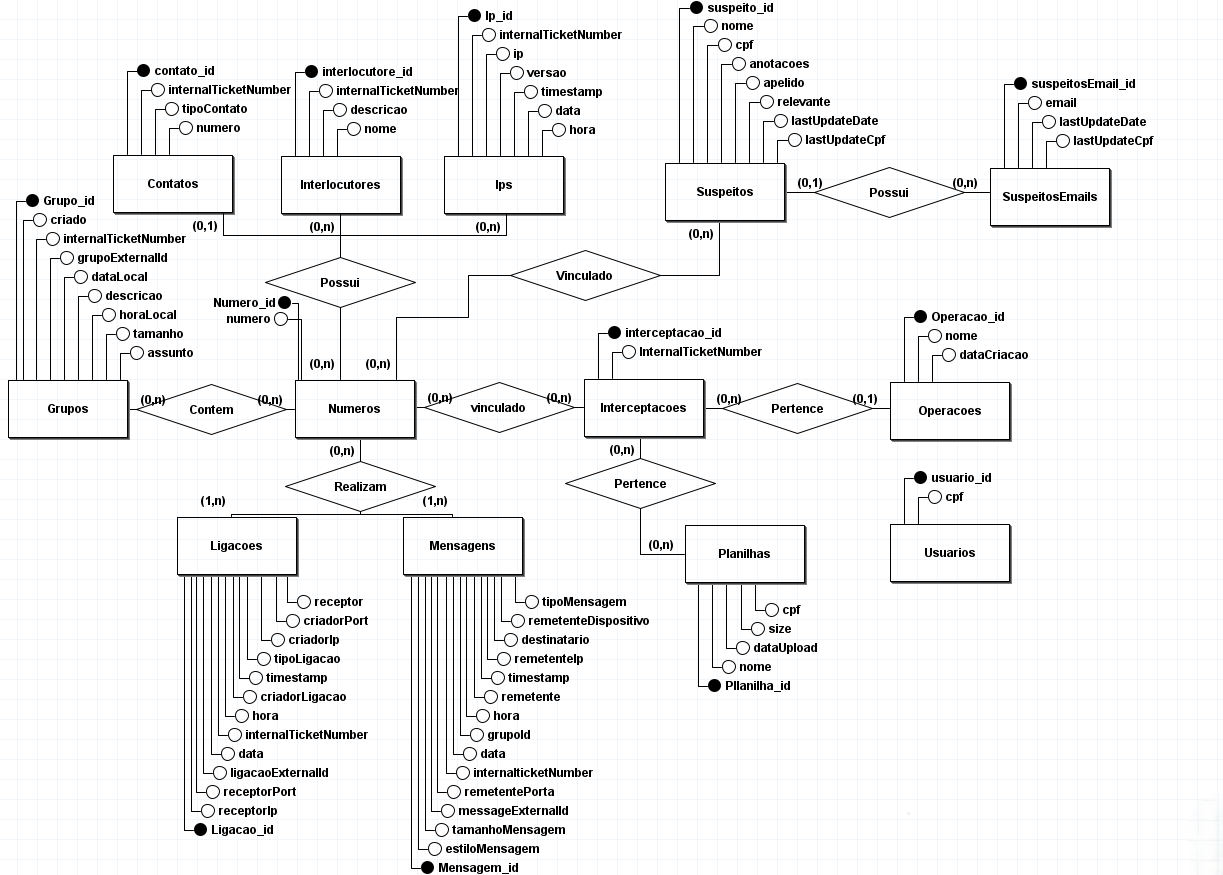 Ip_id
internalTicketNumber
ip
versao
timestamp
data
hora
suspeito_id
nome
cpf
anotacoes
apelido
relevante
lastUpdateDate
lastUpdateCpf
contato_id
internalTicketNumber
tipoContato
numero
interlocutore_id
internalTicketNumber
descricao
nome
suspeitosEmail_id
email
lastUpdateDate
lastUpdateCpf
Contatos
Interlocutores
Ips
Suspeitos
(0,1)
Possui
(0,n)
SuspeitosEmails
Grupo_id
criado
internalTicketNumber
grupoExternalId
dataLocal
descricao
horaLocal
tamanho
assunto
(0,1)
(0,n)
(0,n)
(0,n)
Possui
Vinculado
Numero_id
numero
(0,n)
(0,n)
interceptacao_id
InternalTicketNumber
Operacao_id
nome
dataCriacao
Grupos
(0,n)
Contem
(0,n)
Numeros
(0,n)
vinculado
(0,n)
Interceptacoes
(0,n)
Pertence
(0,1)
Operacoes
(0,n)
Realizam
(1,n)
(1,n)
(0,n)
Pertence
(0,n)
usuario_id
cpf
Usuarios
Ligacoes
Mensagens
Planilhas
receptor
criadorPort
criadorIp
tipoLigacao
timestamp
criadorLigacao
hora
internalTicketNumber
data
ligacaoExternalId
receptorPort
receptorIp
Ligacao_id
tipoMensagem
remetenteDispositivo
destinatario
remetenteIp
timestamp
remetente
hora
grupoId
data
internalticketNumber
remetentePorta
messageExternalId
tamanhoMensagem
estiloMensagem
Mensagem_id
cpf
size
dataUpload
nome
Pllanilha_id